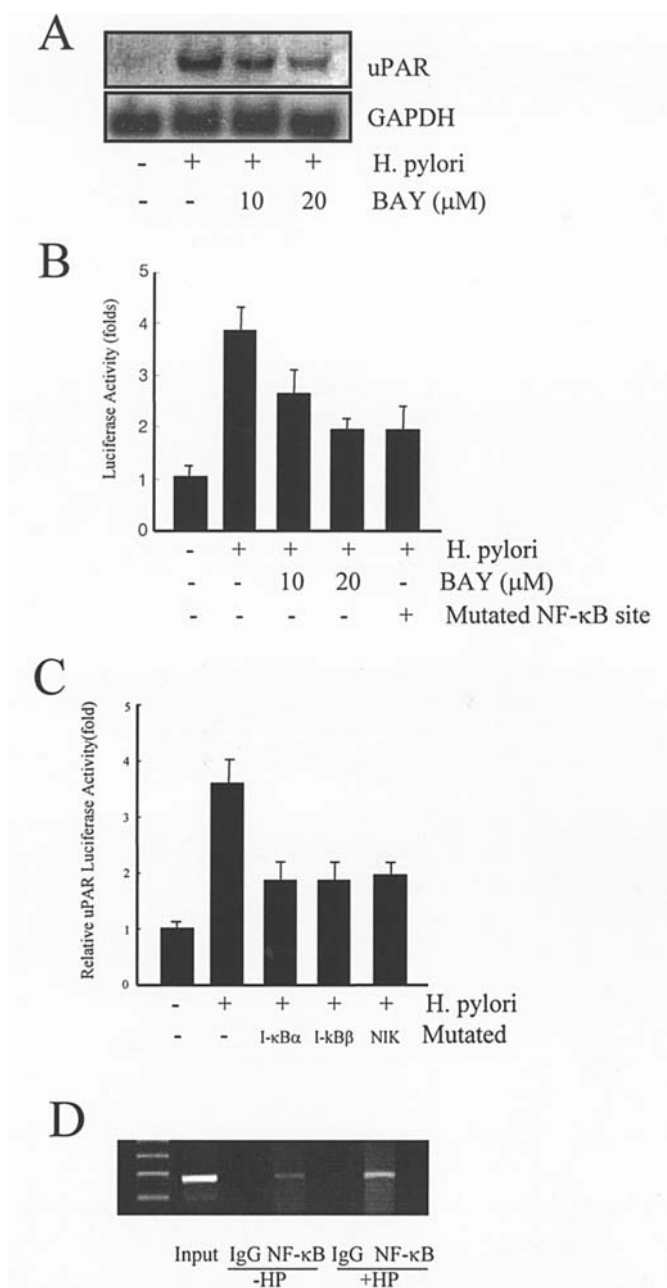 A
uPAR
GAPDH
- + + + H. pylori
- - 10 20 BAY (μM)
B
Luciferase Activity (folds)
5
4
3
2
1
0
- + + + + H. pylori
- - 10 20 - BAY (μM)
- - - - + Mutated NF-κB site
C
Relative uPAR Luciferase Activity(fold)
5
4
3
2
1
0
- + + + + H. pylori
- - I-κBα I-kBβ NIK Mutated
D
Input IgG NF-κB IgG NF-κB
-HP +HP